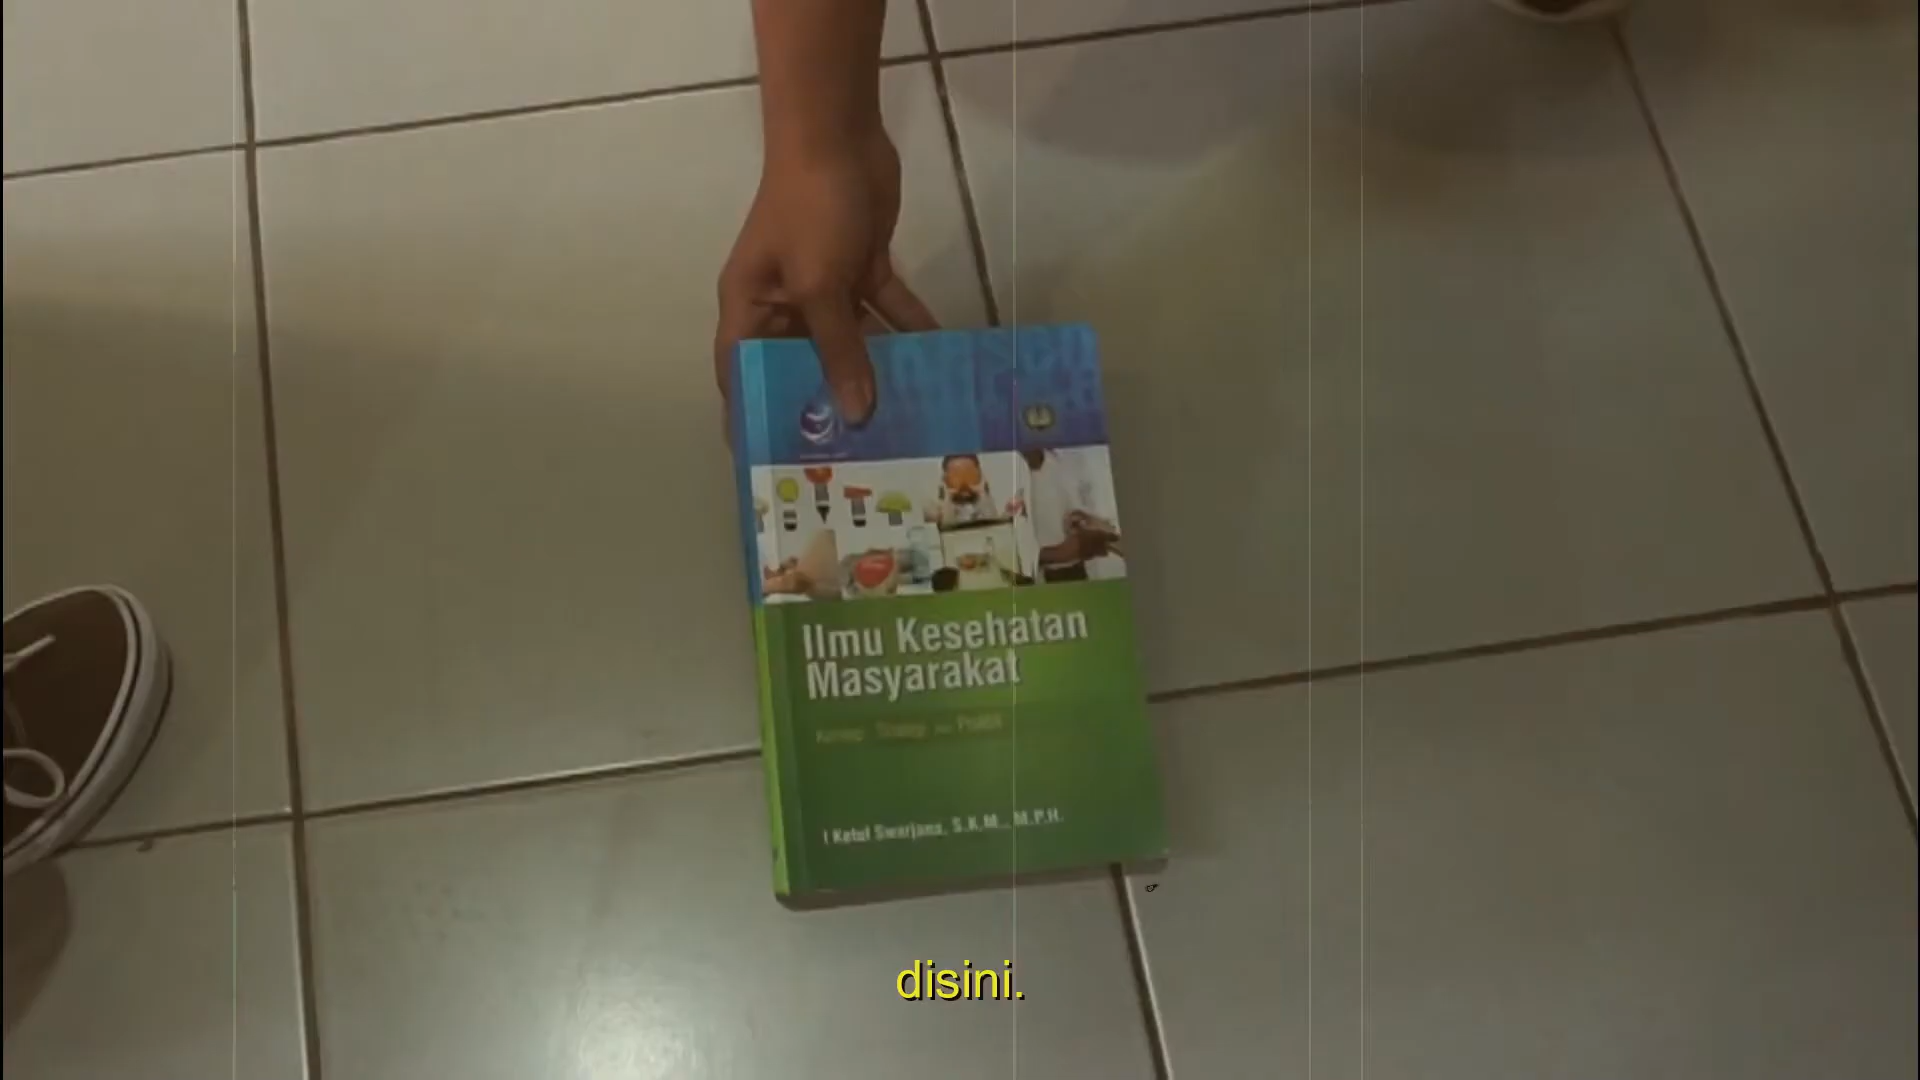 Ilmu Kesehatan
Masyarakat
I Ketut Swarjana, S.K.M., M.P.H.
disini.